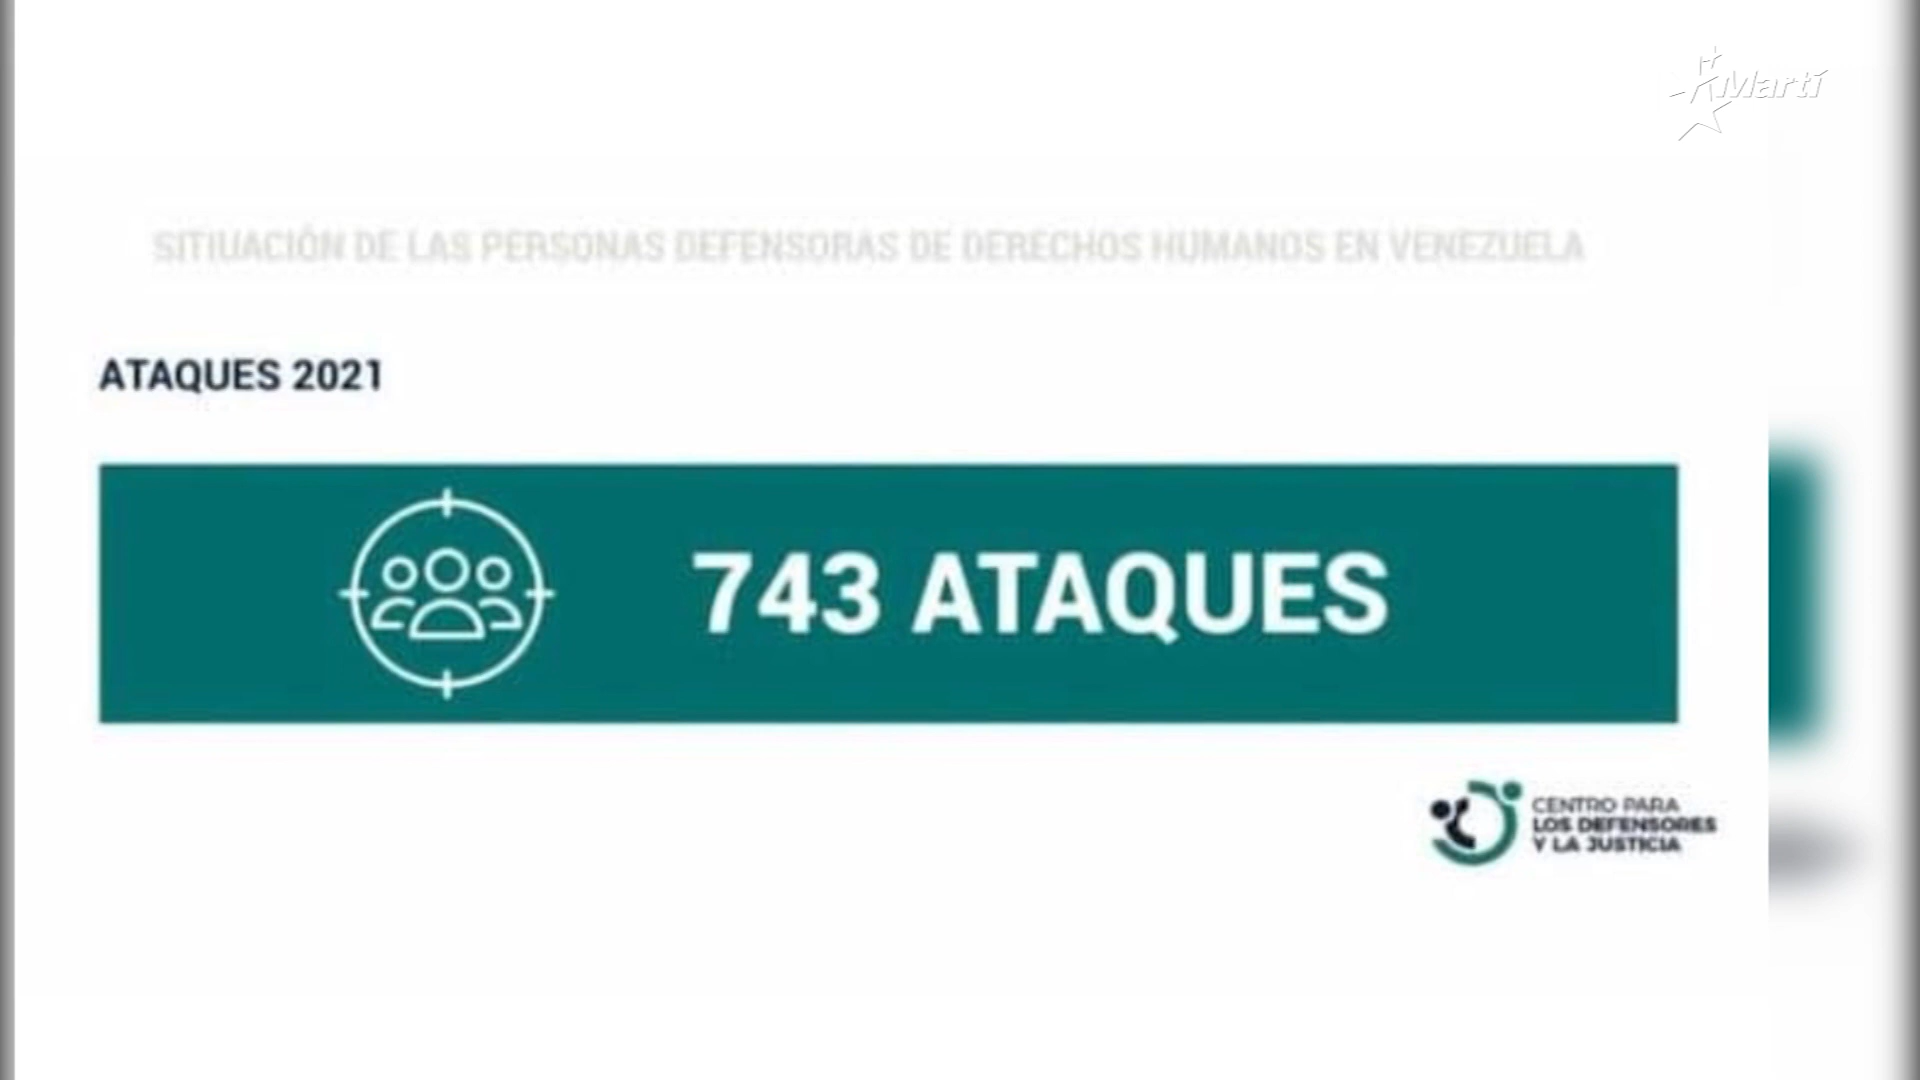 Martí
SITIUACIÓN DE LAS PERSONAS DEFENSORAS DE DERECHOS HUMANOS EN VENEZUELA
ATAQUES 2021
743 ATAQUES
CENTRO PARA
LOS DEFENSORES
Y LA JUSTICIA